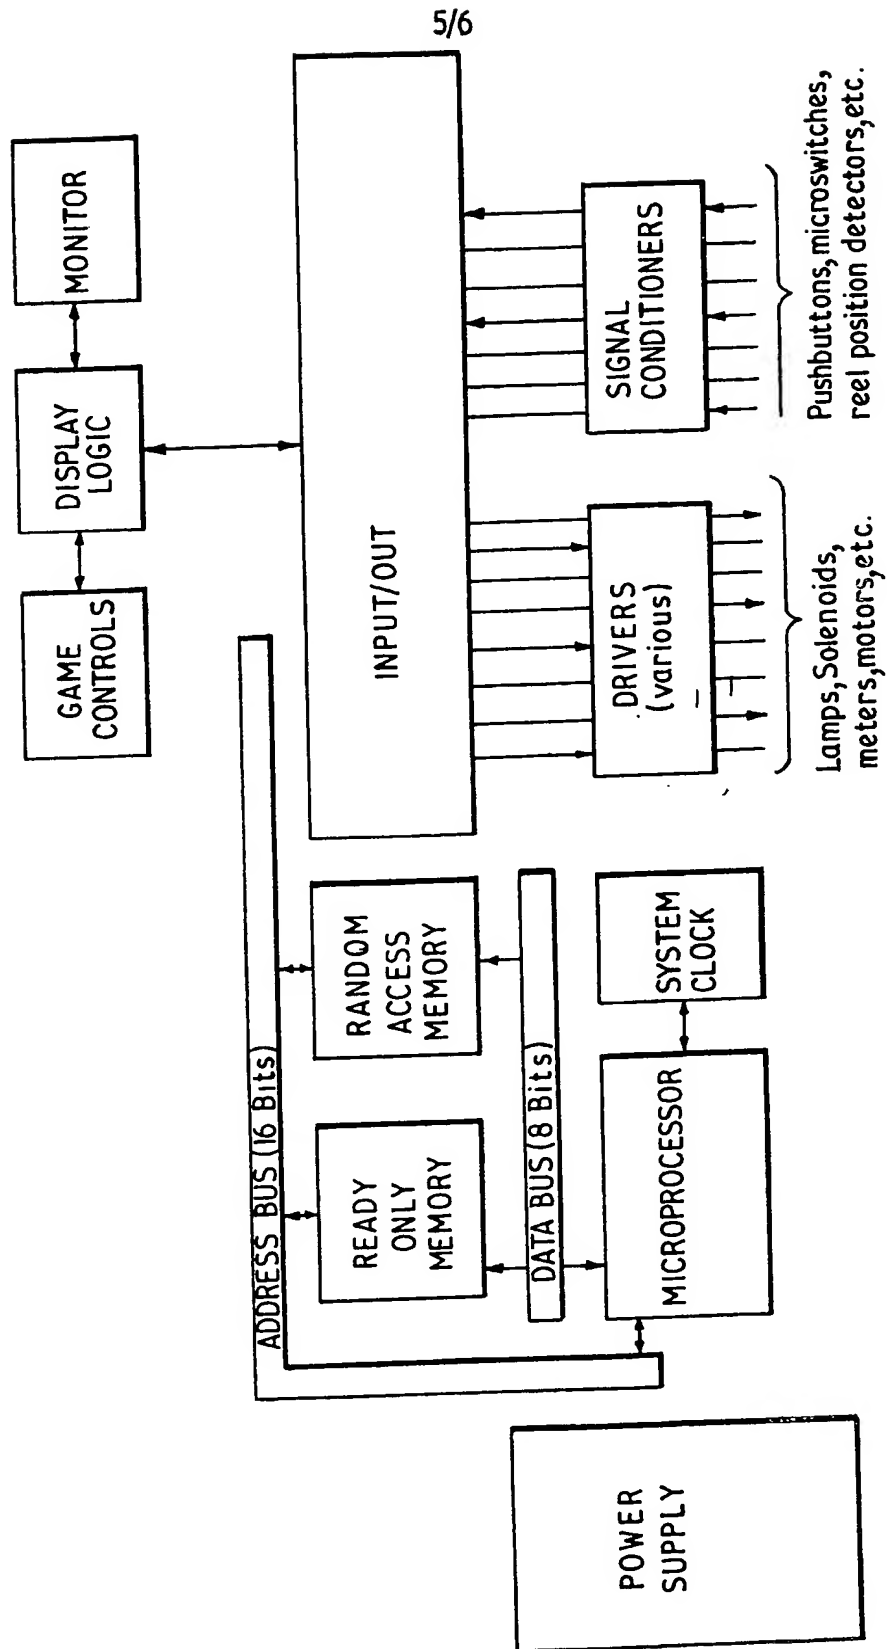 5/6
GAME
CONTROLS
DISPLAY
LOGIC
MONITOR
ADDRESS BUS (16 Bits)
READY
ONLY
MEMORY
RANDOM
ACCESS
MEMORY
INPUT/OUT
DATA BUS (8 Bits)
POWER
SUPPLY
MICROPROCESSOR
SYSTEM
CLOCK
DRIVERS
(various)
SIGNAL
CONDITIONERS
Lamps, Solenoids,
meters, motors, etc.
Pushbuttons, microswitches,
reel position detectors, etc.